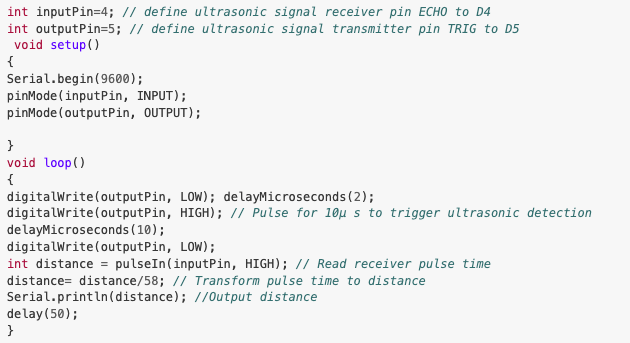 int inputPin=4; // define ultrasonic signal receiver pin ECHO to D4
int outputPin=5; // define ultrasonic signal transmitter pin TRIG to D5
 void setup()
{
Serial.begin(9600);
pinMode(inputPin, INPUT);
pinMode(outputPin, OUTPUT);

}
void loop()
{
digitalWrite(outputPin, LOW); delayMicroseconds(2);
digitalWrite(outputPin, HIGH); // Pulse for 10μ s to trigger ultrasonic detection
delayMicroseconds(10);
digitalWrite(outputPin, LOW);
int distance = pulseIn(inputPin, HIGH); // Read receiver pulse time
distance= distance/58; // Transform pulse time to distance
Serial.println(distance); //Output distance
delay(50);
}